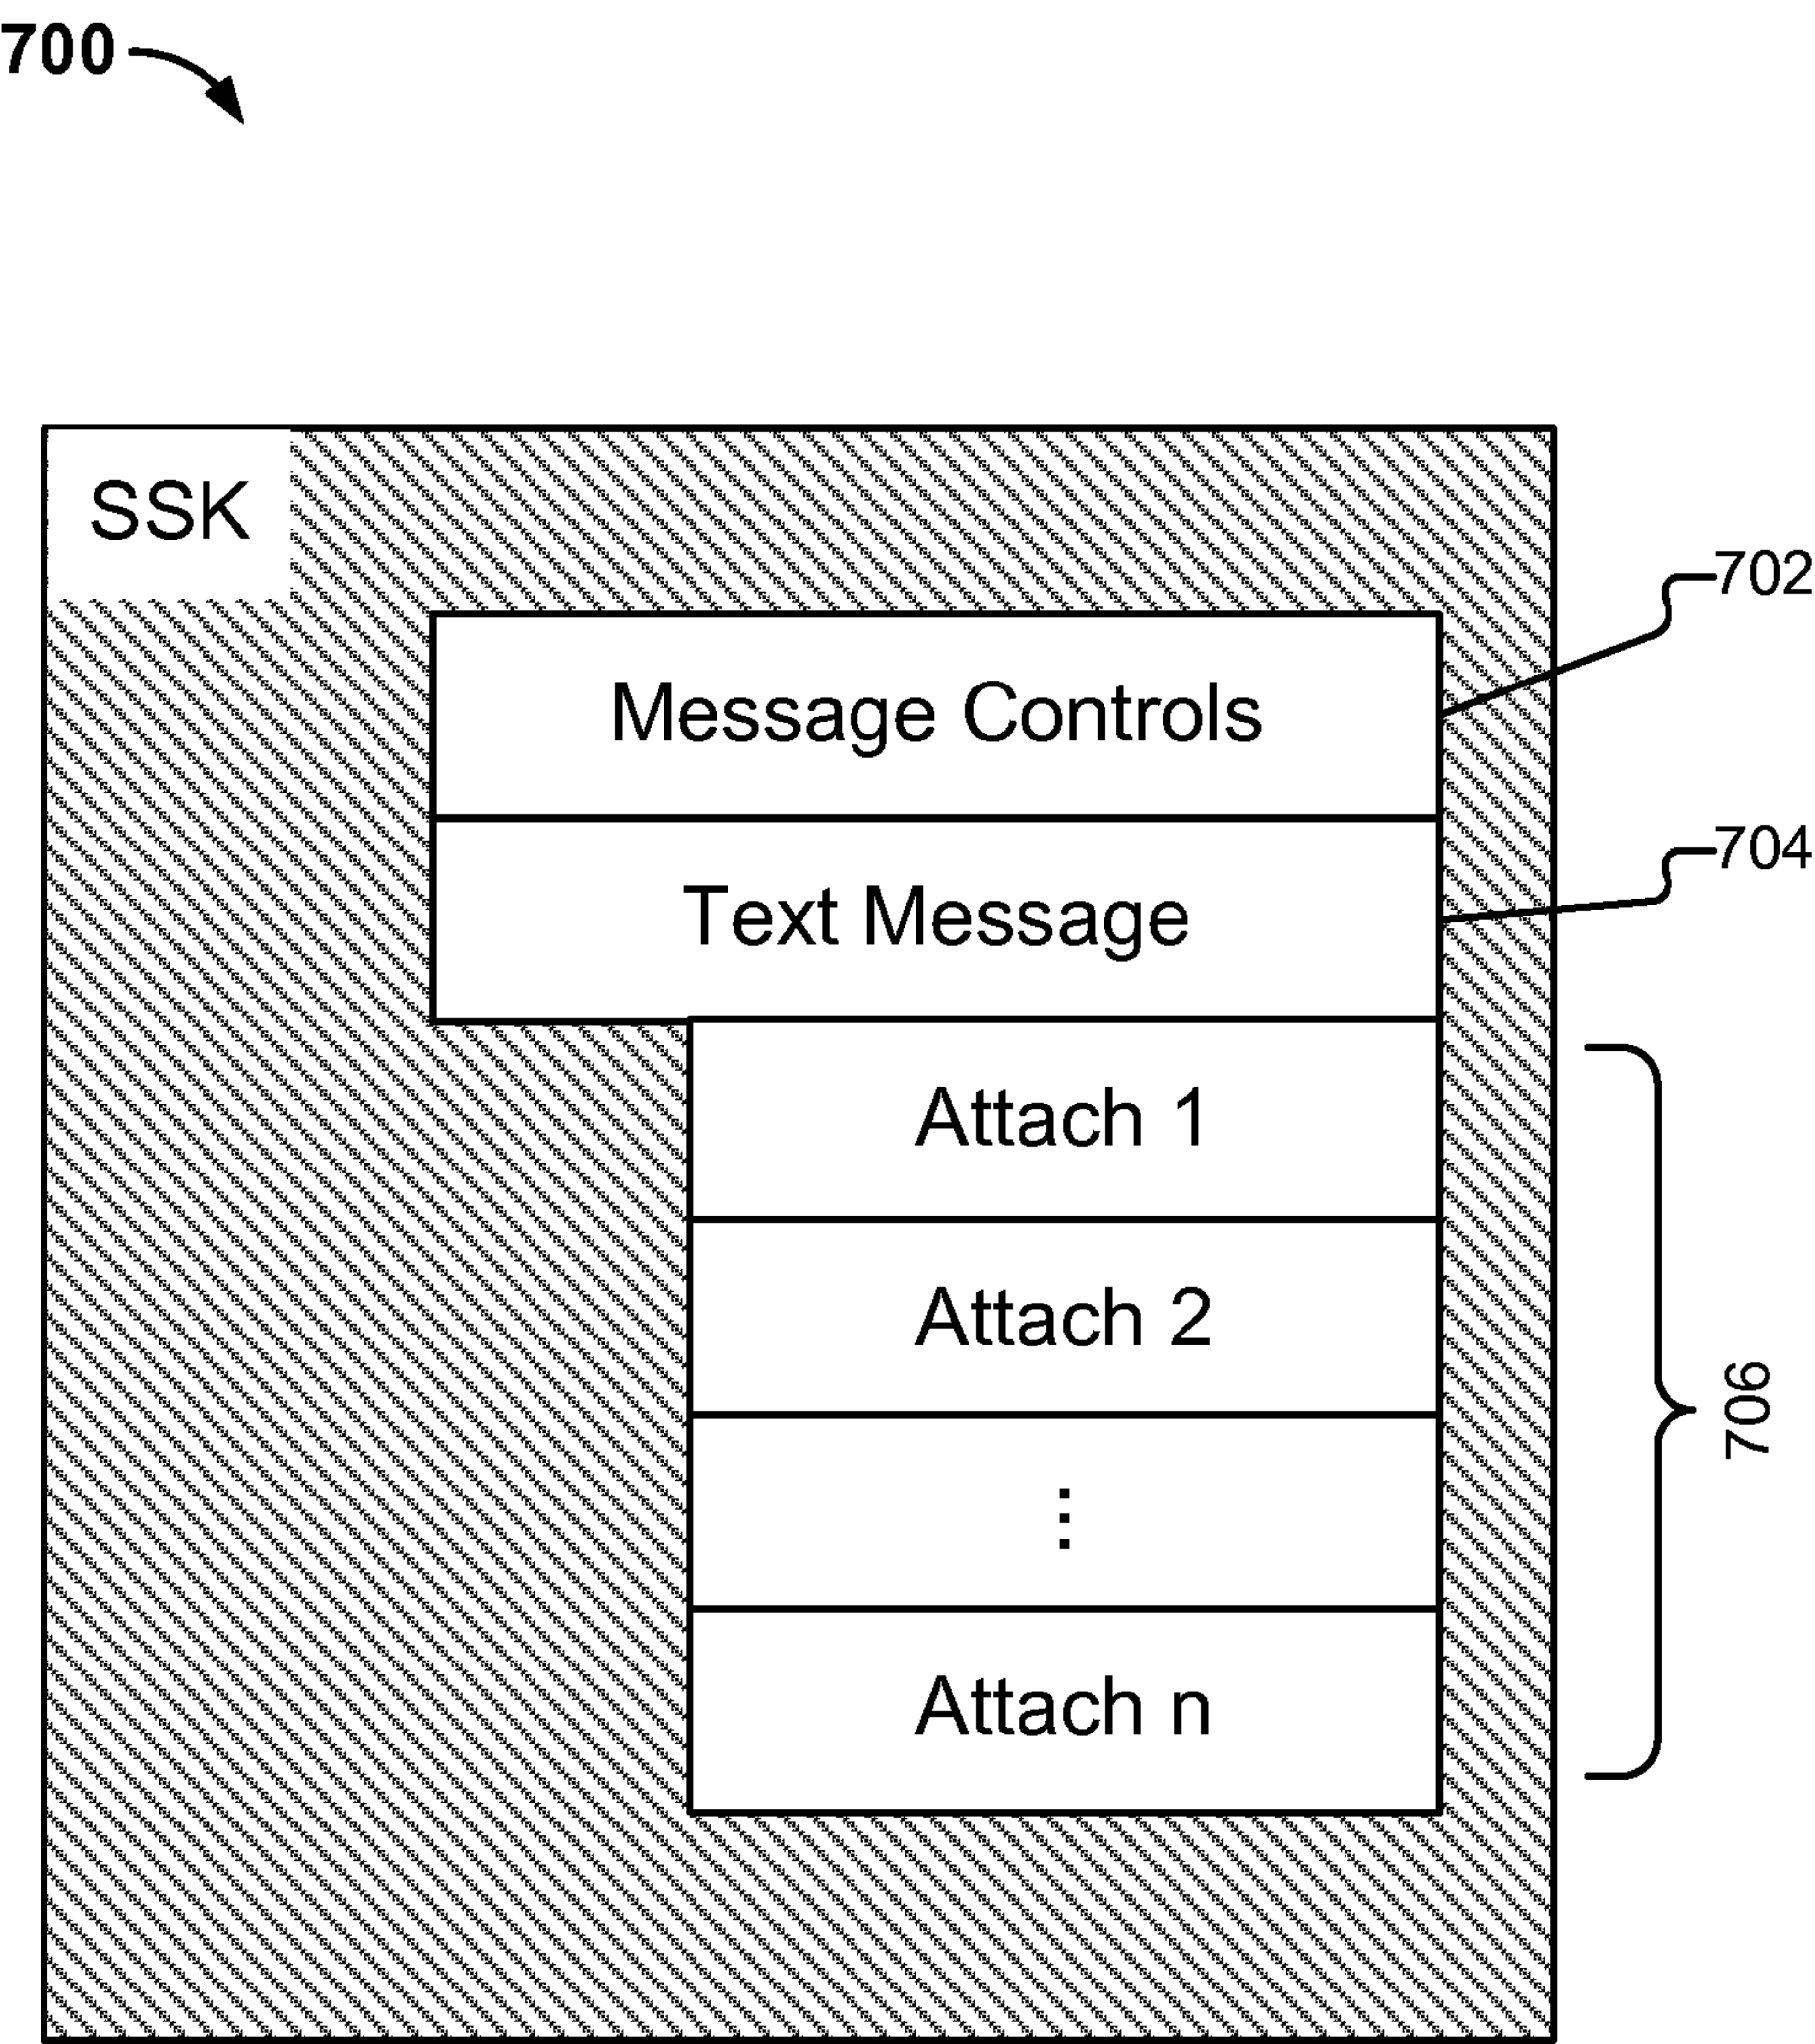 700
SSK
702
Message Controls
704
Text Message
Attach 1
Attach 2
706
⋮
Attach n